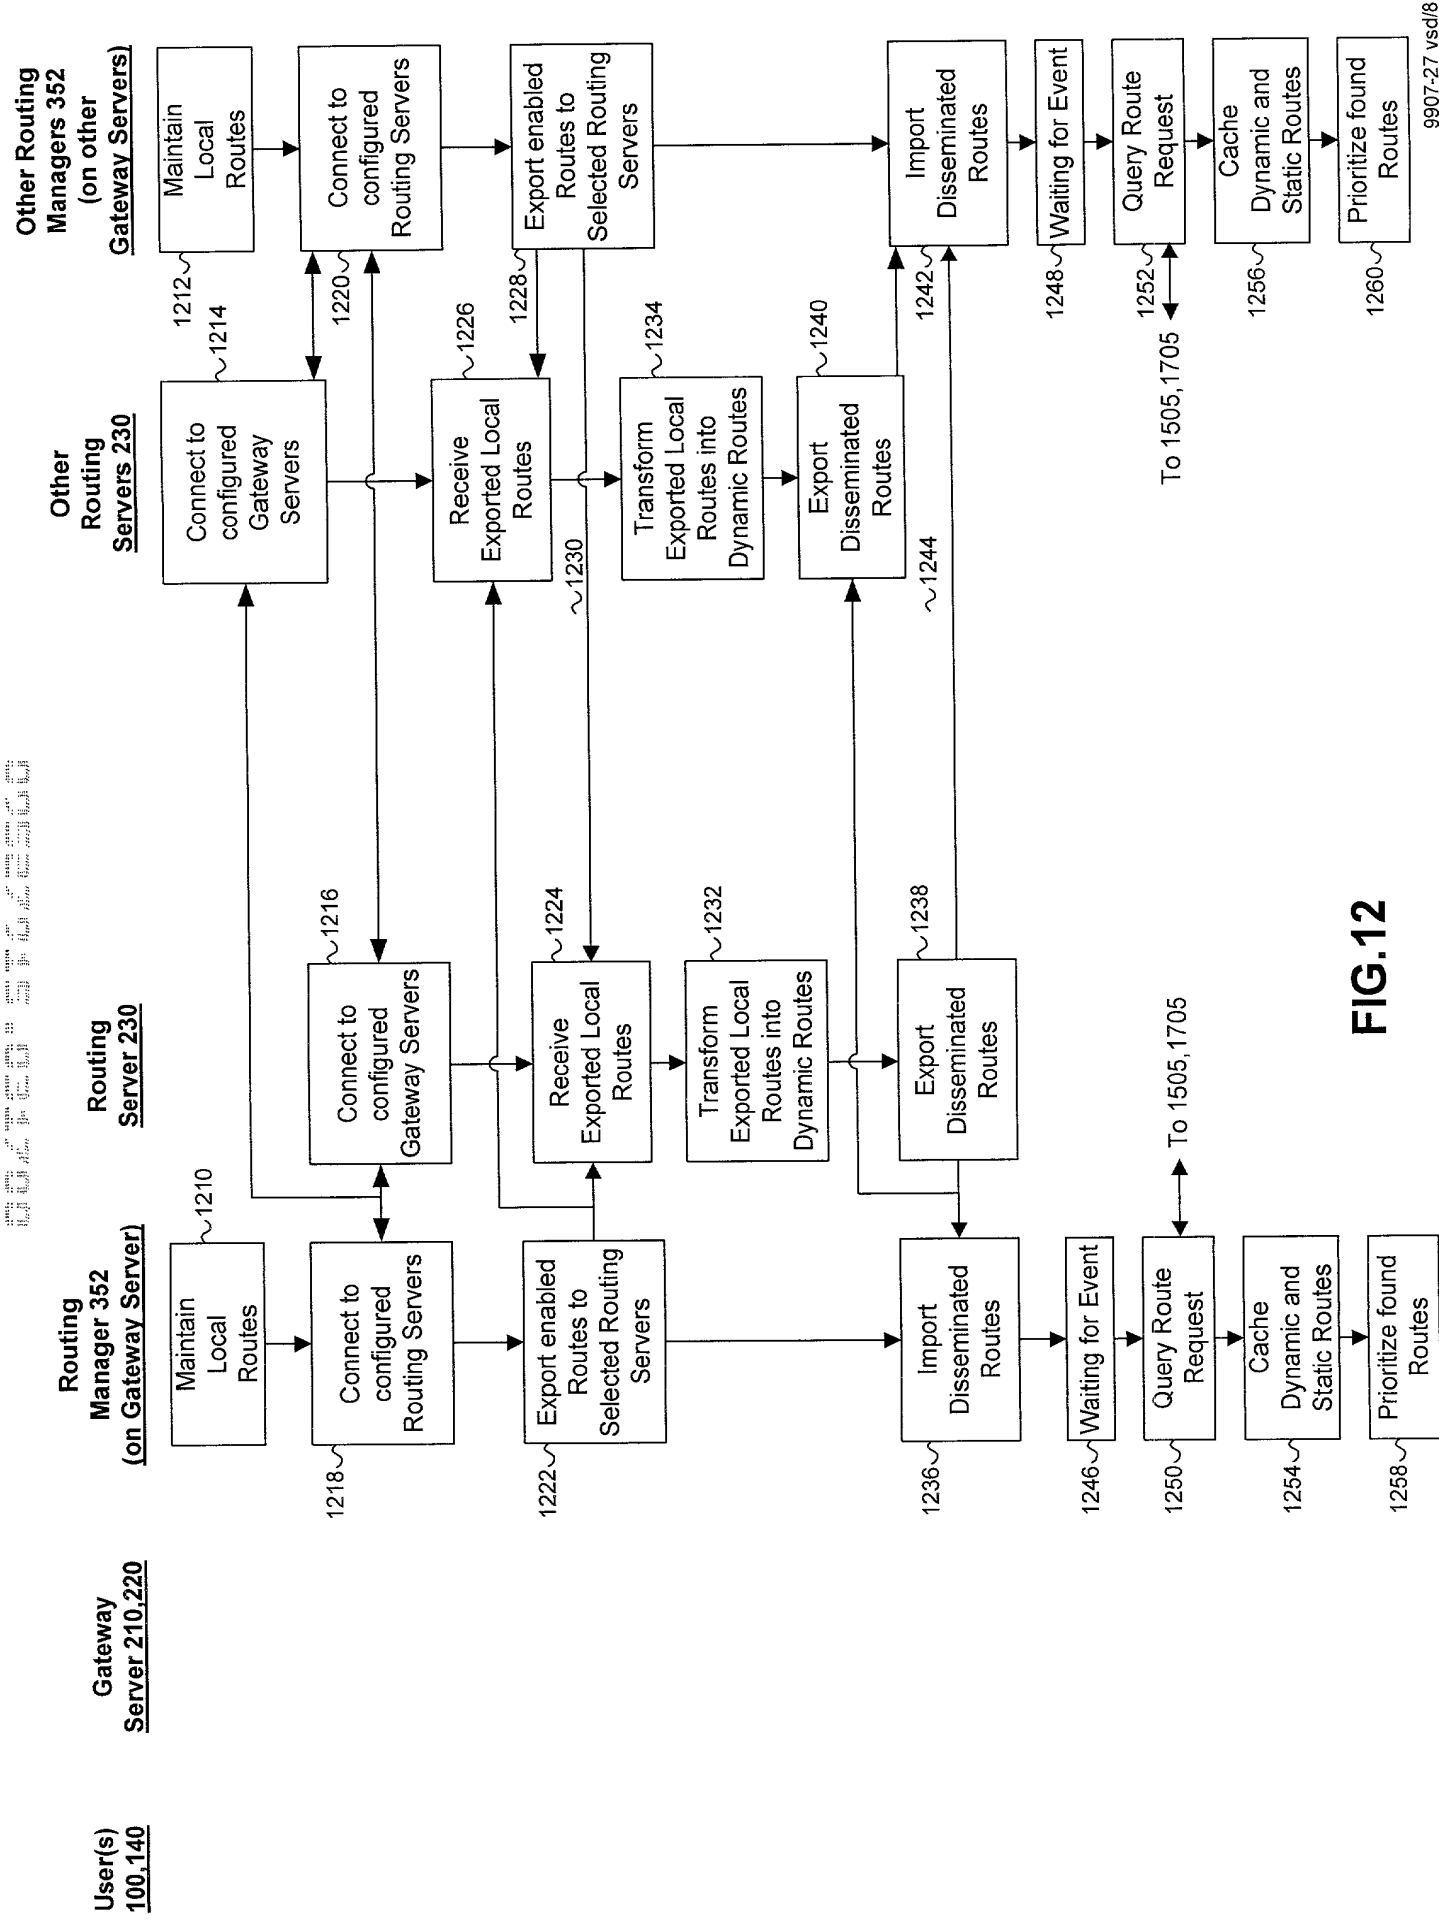 User(s)
100,140
Gateway
Server 210,220
Routing
Manager 352
(on Gateway Server)
Routing
Server 230
Other
Routing
Servers 230
Other Routing
Managers 352
(on other
Gateway Servers)
Maintain
Local
Routes
1210
Connect to
configured
Routing Servers
1218
Export enabled
Routes to
Selected Routing
Servers
1222
Import
Disseminated
Routes
1236
Waiting for Event
1246
Query Route
Request
1250
To 1505,1705
Cache
Dynamic and
Static Routes
1254
Prioritize found
Routes
1258
Connect to
configured
Gateway Servers
1216
Receive
Exported Local
Routes
1224
Transform
Exported Local
Routes into
Dynamic Routes
1232
Export
Disseminated
Routes
1238
Connect to
configured
Gateway
Servers
1214
Receive
Exported Local
Routes
1226
1230
Transform
Exported Local
Routes into
Dynamic Routes
1234
Export
Disseminated
Routes
1240
1244
Maintain
Local
Routes
1212
Connect to
configured
Routing Servers
1220
Export enabled
Routes to
Selected Routing
Servers
1228
Import
Disseminated
Routes
1242
Waiting for Event
1248
Query Route
Request
1252
To 1505,1705
Cache
Dynamic and
Static Routes
1256
Prioritize found
Routes
1260
FIG.12
9907-27 vsd/8